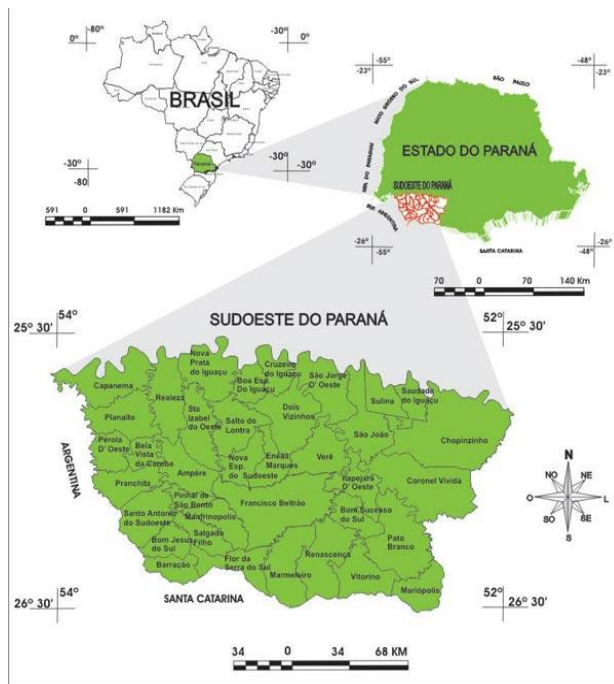 -80°
-30°
0°
0°
BRASIL
Paraná
-30°
-80
-30°
-30°
591 0 591 1182 Km
-55°
-23°
-48°
-23°
SÃO PAULO
MATO GROSSO DO SUL
ESTADO DO PARANÁ
REP. DO PARAGUAI
SUDOESTE DO PARANÁ
REP. ARGENTINA
-26°
-55°
SANTA CATARINA
-48°
-26°
70 0 70 140 Km
SUDOESTE DO PARANÁ
54°
25° 30'
52°
25° 30'
Nova
Prata
do Iguaçu
Cruzeiro
do Iguaçu
Boa Esp.
Do Iguaçu
São Jorge
D' Oeste
Saudade
do Iguaçu
Sulina
Capanema
Realeza
Planalto
Sta
Izabel
do Oeste
Salto do
Lontra
Dois
Vizinhos
São João
Chopinzinho
Pérola
D' Oeste
Bela
Vista
da Caroba
Nova
Esp.
do Sudoeste
Enéas
Marques
Verê
ARGENTINA
Ampére
Pranchita
Itapejará
D' Oeste
Coronel Vivida
Pinhal de
São Bento
Francisco Beltrão
Santo Antonio
do Sudoeste
Manfrinopolis
Bom Sucesso
do Sul
Bom Jesus
do Sul
Salgado
Filho
Pato
Branco
Barração
Flor da
Serra do Sul
Renascença
Marmeleiro
Vitorino
Mariópolis
N
NO
NE
O
L
SO
SE
S
26° 30'
54°
SANTA CATARINA
52°
26° 30'
34 0 34 68 KM